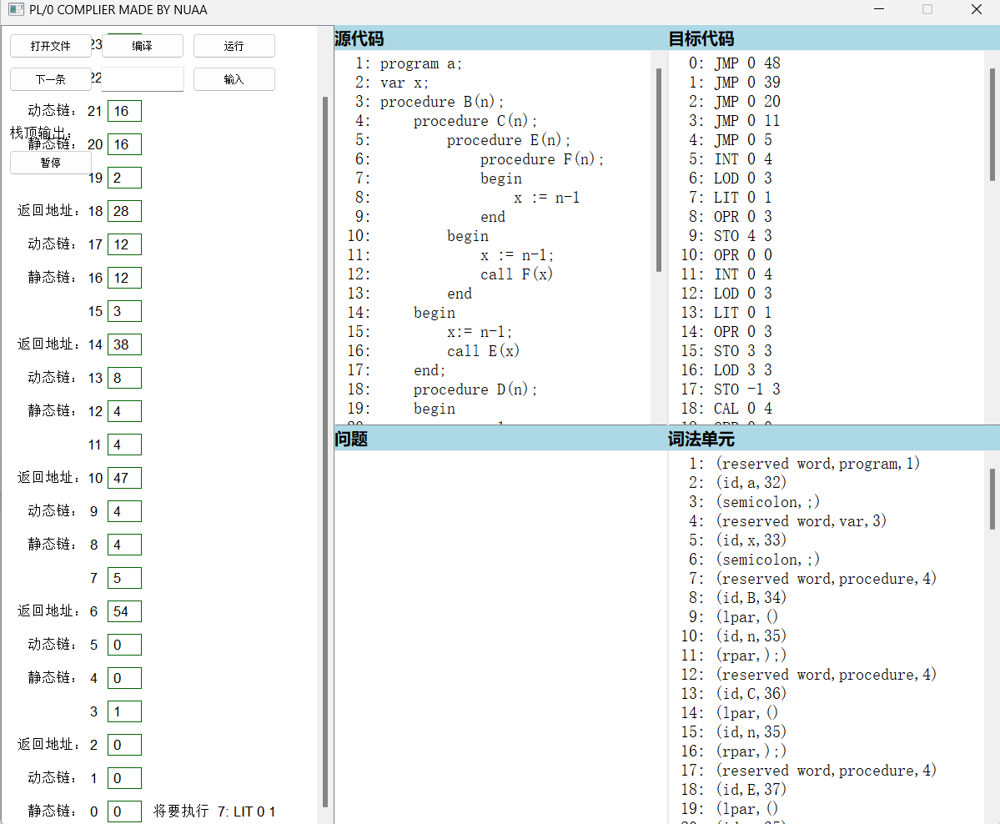 PL/0 COMPLIER MADE BY NUAA
打开文件
23
编译
运行
下一条
22
输入
动态链： 21 16
栈顶输出：
静态链： 20 16
暂停
19 2
返回地址： 18 28
动态链： 17 12
静态链： 16 12
15 3
返回地址： 14 38
动态链： 13 8
静态链： 12 4
11 4
返回地址： 10 47
动态链： 9 4
静态链： 8 4
7 5
返回地址： 6 54
动态链： 5 0
静态链： 4 0
3 1
返回地址： 2 0
动态链： 1 0
静态链： 0 0 将要执行 7: LIT 0 1
源代码
1: program a;
2: var x;
3: procedure B(n);
4: procedure C(n);
5: procedure E(n);
6: procedure F(n);
7: begin
8: x := n-1
9: end
10: begin
11: x := n-1;
12: call F(x)
13: end
14: begin
15: x:= n-1;
16: call E(x)
17: end;
18: procedure D(n);
19: begin
目标代码
0: JMP 0 48
1: JMP 0 39
2: JMP 0 20
3: JMP 0 11
4: JMP 0 5
5: INT 0 4
6: LOD 0 3
7: LIT 0 1
8: OPR 0 3
9: STO 4 3
10: OPR 0 0
11: INT 0 4
12: LOD 0 3
13: LIT 0 1
14: OPR 0 3
15: STO 3 3
16: LOD 3 3
17: STO -1 3
18: CAL 0 4
问题
词法单元
1: (reserved word,program,1)
2: (id,a,32)
3: (semicolon,;)
4: (reserved word,var,3)
5: (id,x,33)
6: (semicolon,;)
7: (reserved word,procedure,4)
8: (id,B,34)
9: (lpar,()
10: (id,n,35)
11: (rpar,);)
12: (reserved word,procedure,4)
13: (id,C,36)
14: (lpar,()
15: (id,n,35)
16: (rpar,);)
17: (reserved word,procedure,4)
18: (id,E,37)
19: (lpar,()